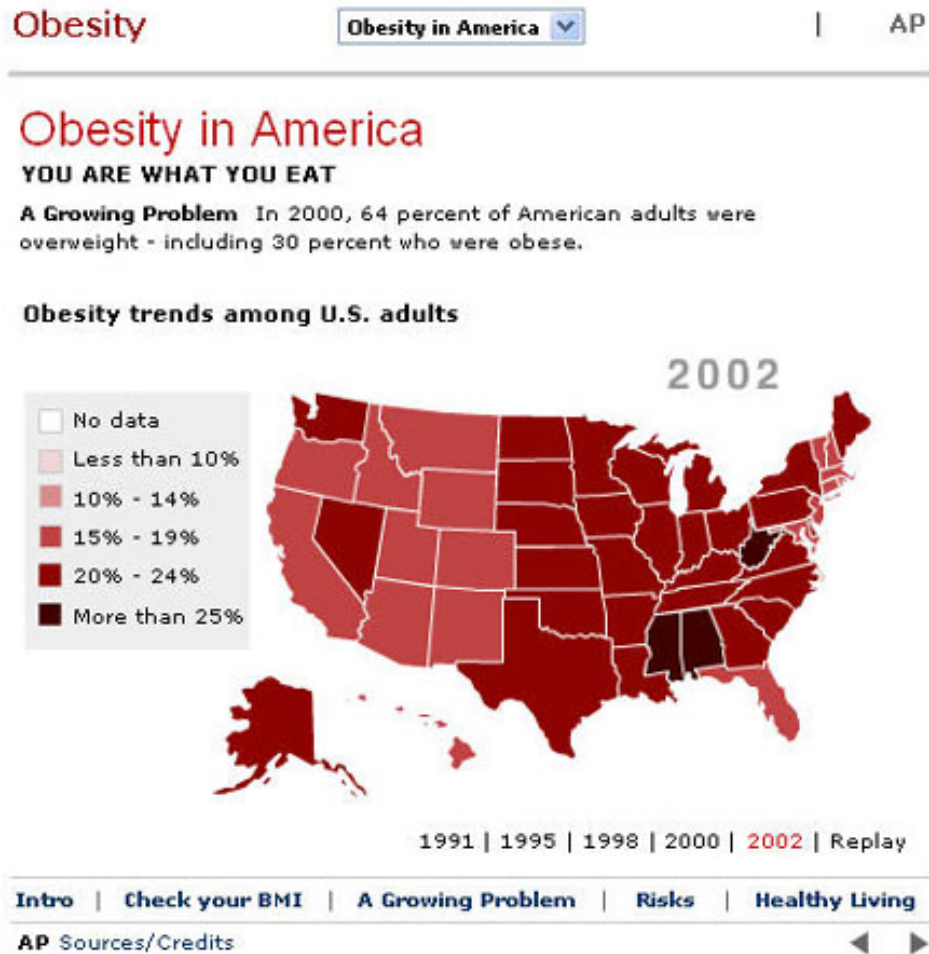 Obesity
Obesity in America
| AP
Obesity in America
YOU ARE WHAT YOU EAT
A Growing Problem In 2000, 64 percent of American adults were
overweight - including 30 percent who were obese.
Obesity trends among U.S. adults
2002
No data
Less than 10%
10% - 14%
15% - 19%
20% - 24%
More than 25%
1991 | 1995 | 1998 | 2000 | 2002 | Replay
Intro | Check your BMI | A Growing Problem | Risks | Healthy Living
AP Sources/Credits